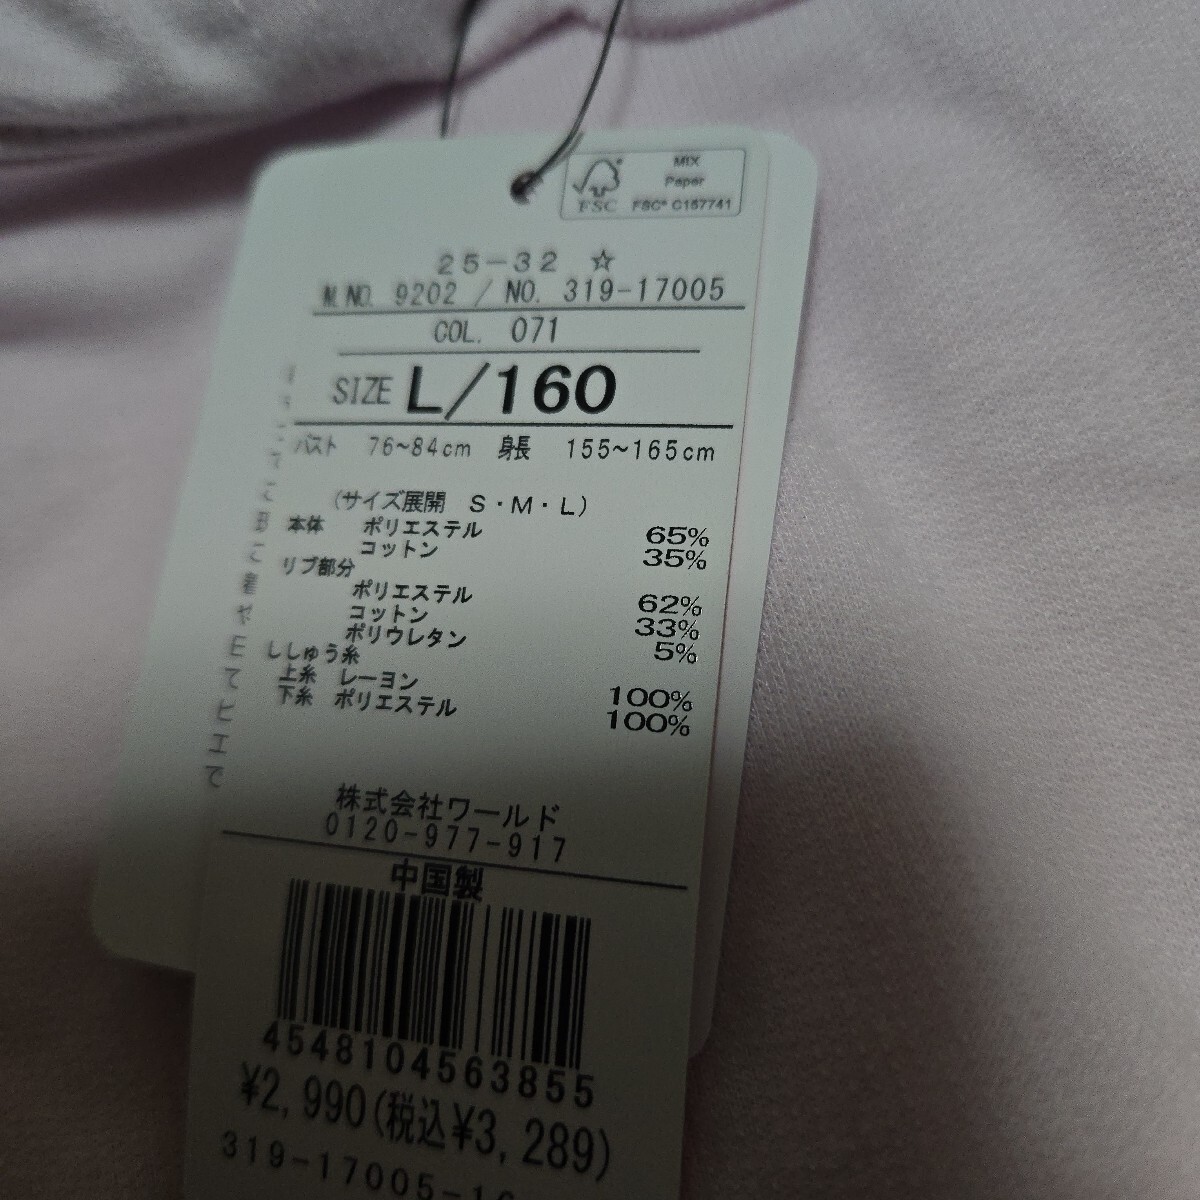 MIX
Paper
FSC® C157741
FSC
25-32 ☆
M.NO. 9202 / NO. 319-17005
COL. 071
SIZE L/160
バスト 76~84cm 身長 155~165cm
(サイズ展開 S・M・L)
本体 ポリエステル 65%
コットン 35%
リブ部分
ポリエステル 62%
コットン 33%
ポリウレタン 5%
ししゅう糸
上糸 レーヨン 100%
下糸 ポリエステル 100%
株式会社ワールド
0120-977-917
中国製
4548104563855
¥2,990(税込¥3,289)
319-17005-16